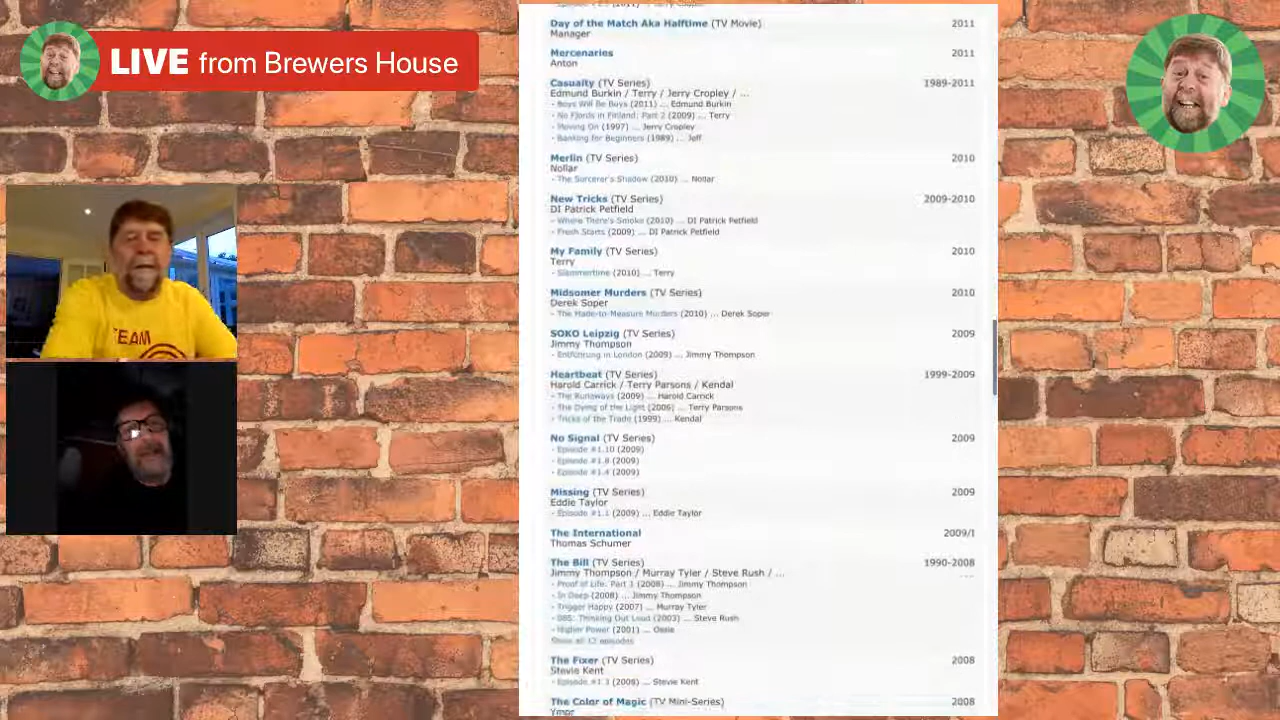 LIVE from Brewers House
TEAM
Day of the Match Aka Halftime (TV Movie) 2011
Manager
Mercenaries 2011
Anton
Casualty (TV Series) 1989-2011
Edmund Burkin / Terry / Jerry Cropley / ...
- Boys Will Be Boys (2011) ... Edmund Burkin
- No Fjords in Finland: Part 2 (2009) ... Terry
- Moving On (1997) ... Jerry Cropley
- Banking for Beginners (1989) ... Jeff
Merlin (TV Series) 2010
Nollar
- The Sorcerer's Shadow (2010) ... Nollar
New Tricks (TV Series) 2009-2010
DI Patrick Petfield
- Where There's Smoke (2010) ... DI Patrick Petfield
- Fresh Starts (2009) ... DI Patrick Petfield
My Family (TV Series) 2010
Terry
- Slammertime (2010) ... Terry
Midsomer Murders (TV Series) 2010
Derek Soper
- The Made-to-Measure Murders (2010) ... Derek Soper
SOKO Leipzig (TV Series) 2009
Jimmy Thompson
- Entführung in London (2009) ... Jimmy Thompson
Heartbeat (TV Series) 1999-2009
Harold Carrick / Terry Parsons / Kendal
- The Runaways (2009) ... Harold Carrick
- The Dying of the Light (2006) ... Terry Parsons
- Tricks of the Trade (1999) ... Kendal
No Signal (TV Series) 2009
- Episode #1.10 (2009)
- Episode #1.8 (2009)
- Episode #1.4 (2009)
Missing (TV Series) 2009
Eddie Taylor
- Episode #1.1 (2009) ... Eddie Taylor
The International 2009/I
Thomas Schumer
The Bill (TV Series) 1990-2008
Jimmy Thompson / Murray Tyler / Steve Rush / ...
- Proof of Life: Part 1 (2008) ... Jimmy Thompson
- In Deep (2008) ... Jimmy Thompson
- Trigger Happy (2007) ... Murray Tyler
- 085: Thinking Out Loud (2003) ... Steve Rush
- Higher Power (2001) ... Ossie
Show all 12 episodes
The Fixer (TV Series) 2008
Stevie Kent
- Episode #1.3 (2008) ... Stevie Kent
The Color of Magic (TV Mini-Series) 2008
Ymor